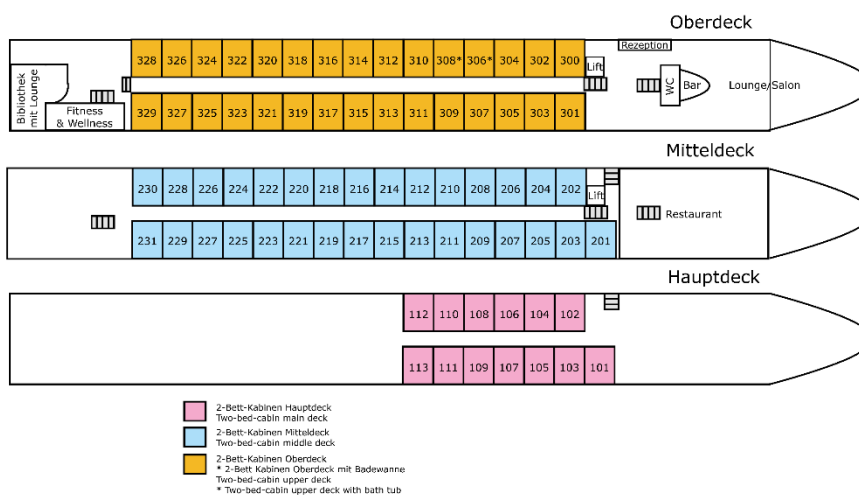 Oberdeck
Rezeption
328 326 324 322 320 318 316 314 312 310 308* 306* 304 302 300
Lift
Bibliothek
mit Lounge
WC
Bar
Lounge/Salon
Fitness
& Wellness
329 327 325 323 321 319 317 315 313 311 309 307 305 303 301
Mitteldeck
230 228 226 224 222 220 218 216 214 212 210 208 206 204 202
Lift
Restaurant
231 229 227 225 223 221 219 217 215 213 211 209 207 205 203 201
Hauptdeck
112 110 108 106 104 102
113 111 109 107 105 103 101
2-Bett-Kabinen Hauptdeck
Two-bed-cabin main deck
2-Bett-Kabinen Mitteldeck
Two-bed-cabin middle deck
2-Bett-Kabinen Oberdeck
* 2-Bett Kabinen Oberdeck mit Badewanne
Two-bed-cabin upper deck
* Two-bed-cabin upper deck with bath tub